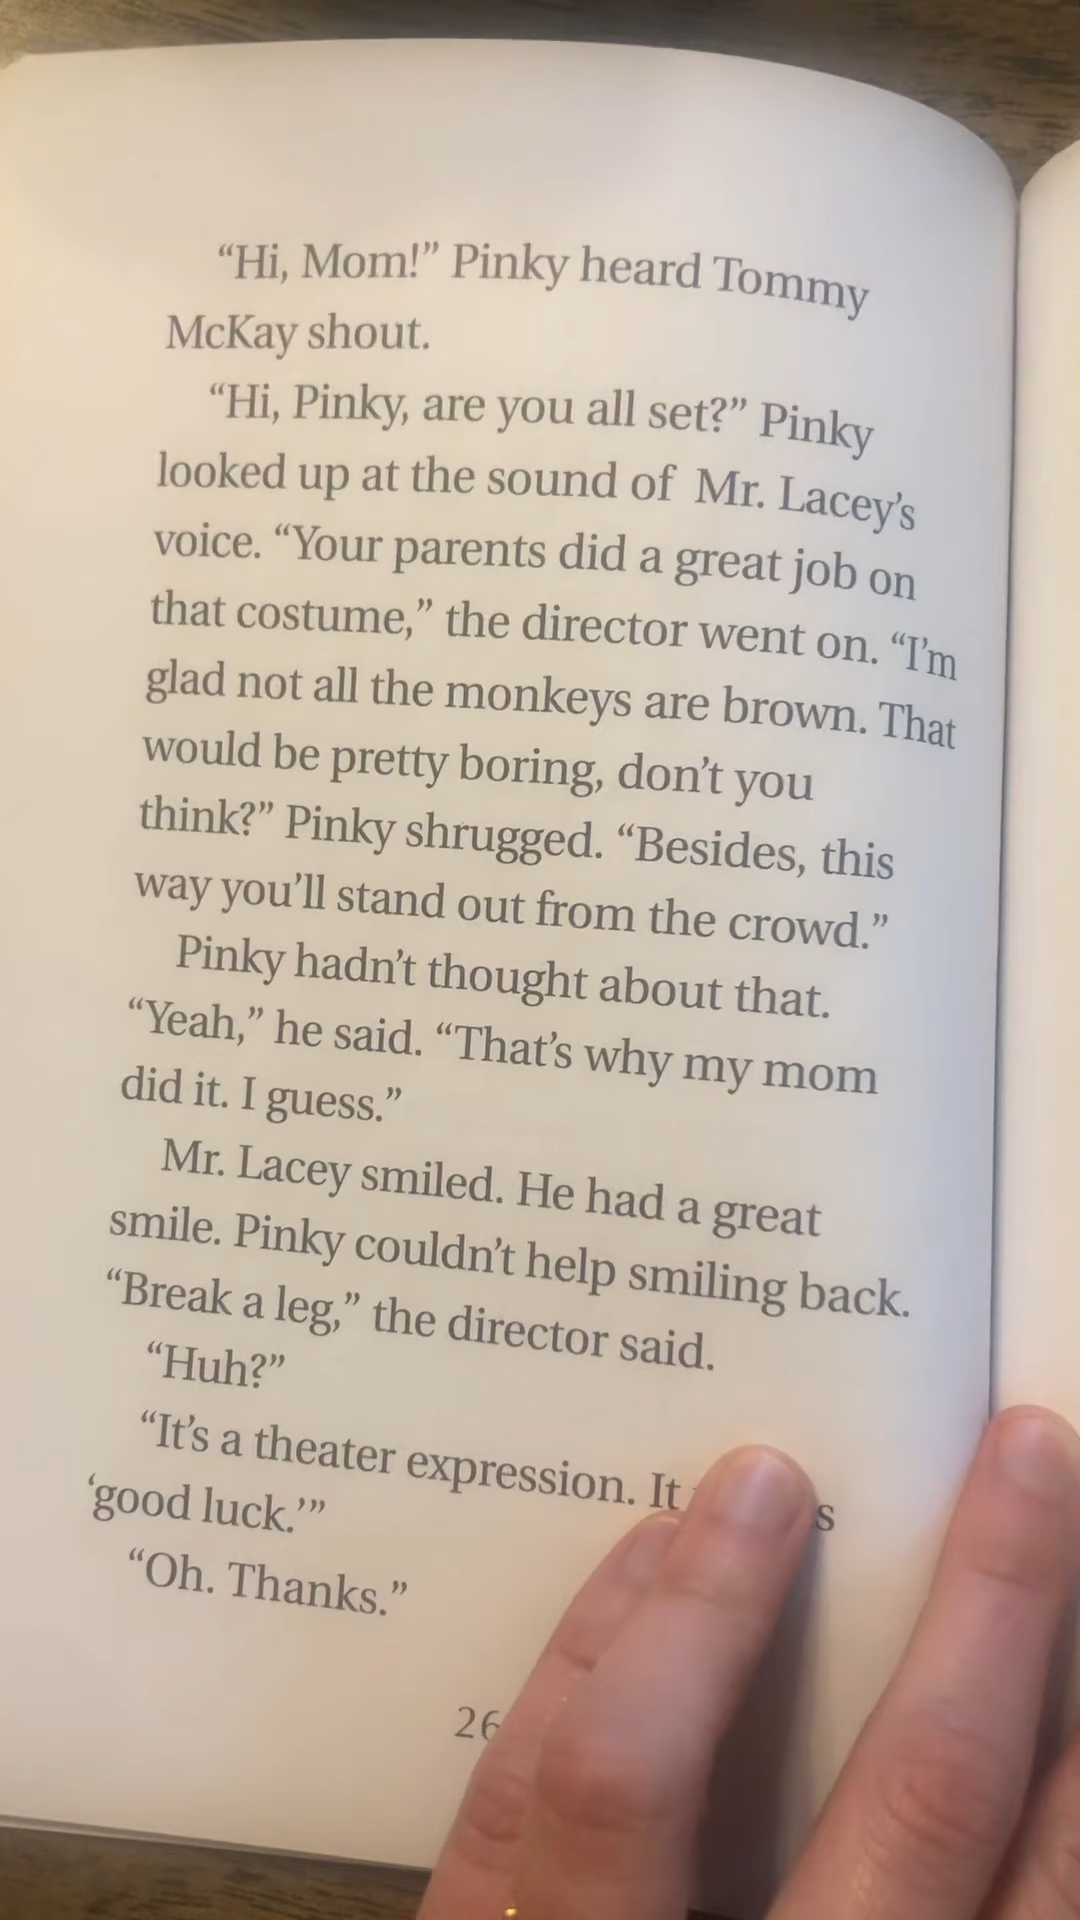 “Hi, Mom!” Pinky heard Tommy
McKay shout.
“Hi, Pinky, are you all set?” Pinky
looked up at the sound of Mr. Lacey’s
voice. “Your parents did a great job on
that costume,” the director went on. “I’m
glad not all the monkeys are brown. That
would be pretty boring, don’t you
think?” Pinky shrugged. “Besides, this
way you’ll stand out from the crowd.”
Pinky hadn’t thought about that.
“Yeah,” he said. “That’s why my mom
did it. I guess.”
Mr. Lacey smiled. He had a great
smile. Pinky couldn’t help smiling back.
“Break a leg,” the director said.
“Huh?”
“It’s a theater expression. It
‘good luck.’”
“Oh. Thanks.”
26